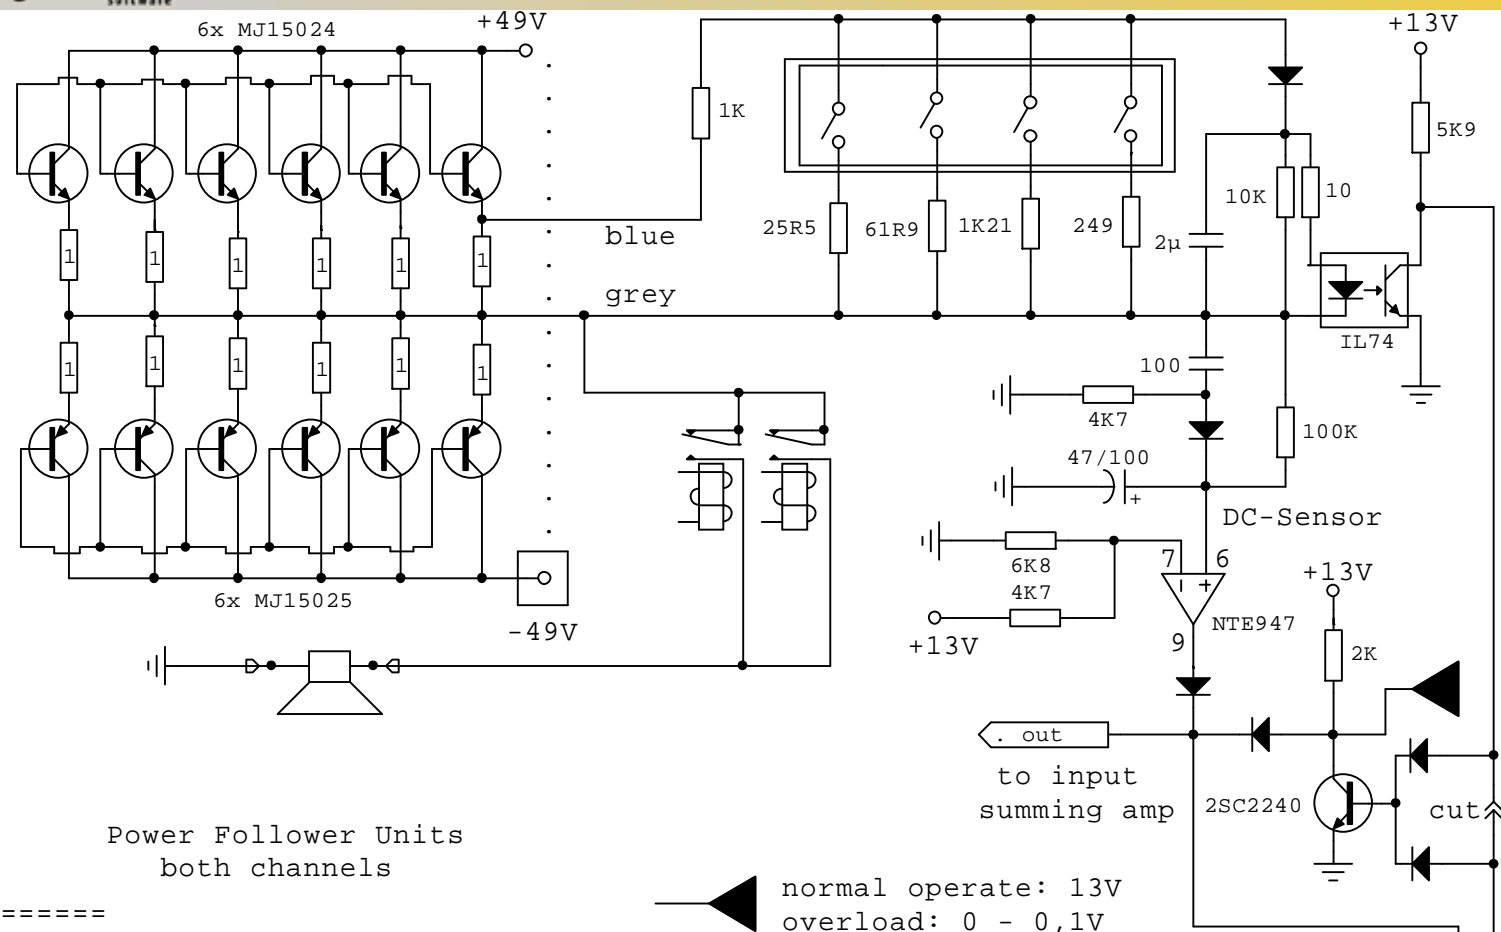 software
6x MJ15024
+49V
+13V
1K
5K9
10K
10
25R5
61R9
1K21
249
2µ
blue
1
1
1
1
1
1
grey
IL74
1
1
1
1
1
1
100
4K7
100K
47/100
+
DC-Sensor
6K8
7
6
4K7
+13V
- +
6x MJ15025
-49V
+13V
NTE947
9
2K
. out
to input
summing amp
2SC2240
cut
Power Follower Units
both channels
normal operate: 13V
overload: 0 - 0,1V
======